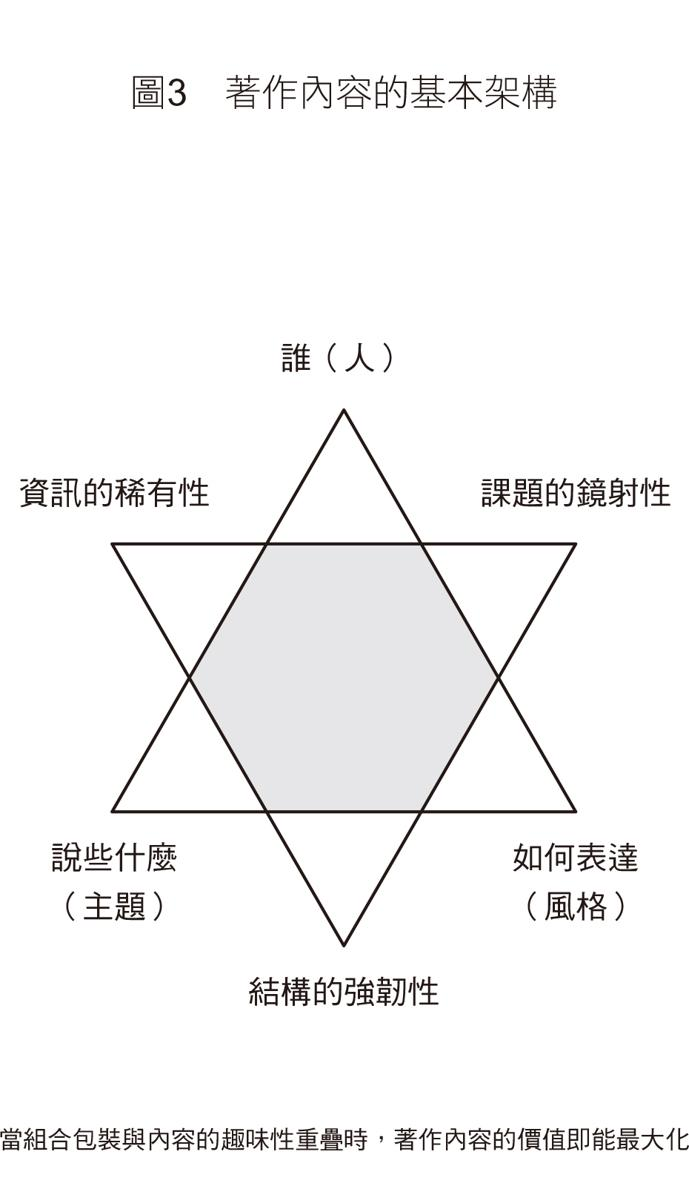 圖3　著作內容的基本架構
誰（人）
資訊的稀有性
課題的鏡射性
說些什麼
（主題）
如何表達
（風格）
結構的強韌性
當組合包裝與內容的趣味性重疊時，著作內容的價值即能最大化